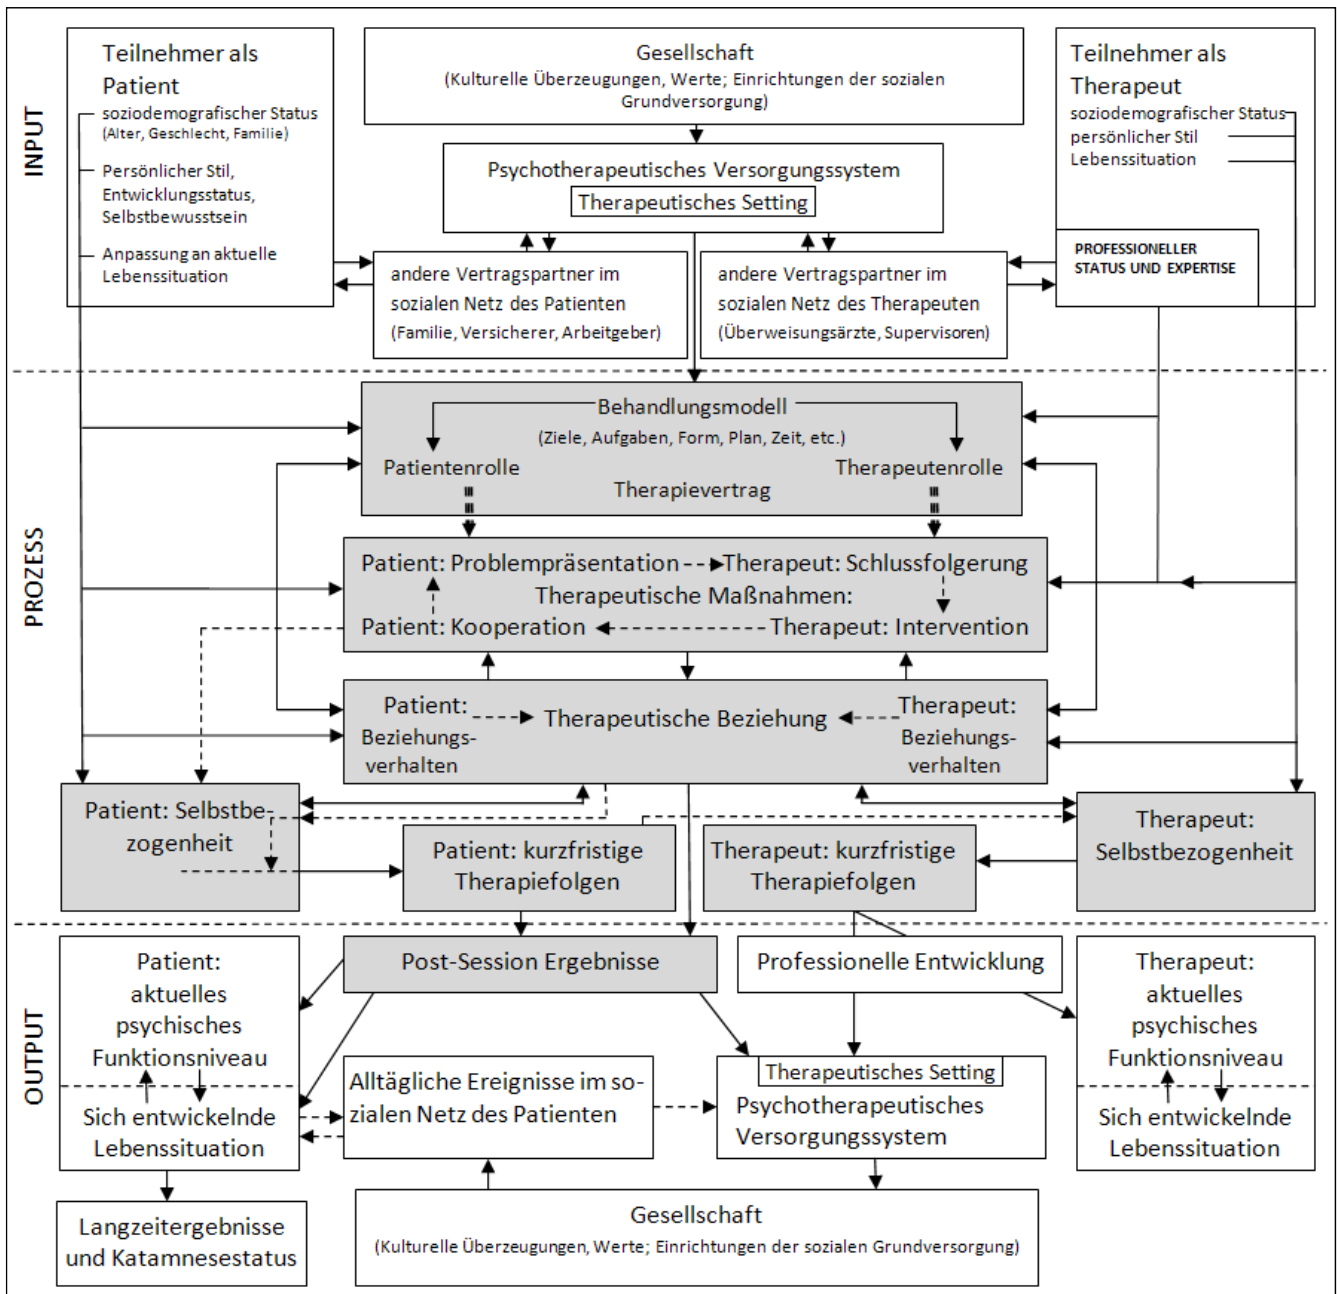 INPUT
Teilnehmer als
Patient
soziodemografischer Status
(Alter, Geschlecht, Familie)
Persönlicher Stil,
Entwicklungsstatus,
Selbstbewusstsein
Anpassung an aktuelle
Lebenssituation
Gesellschaft
(Kulturelle Überzeugungen, Werte; Einrichtungen der sozialen
Grundversorgung)
Psychotherapeutisches Versorgungssystem
Therapeutisches Setting
andere Vertragspartner im
sozialen Netz des Patienten
(Familie, Versicherer, Arbeitgeber)
andere Vertragspartner im
sozialen Netz des Therapeuten
(Überweisungsärzte, Supervisoren)
Teilnehmer als
Therapeut
soziodemografischer Status
persönlicher Stil
Lebenssituation
PROFESSIONELLER
STATUS UND EXPERTISE
PROZESS
Behandlungsmodell
(Ziele, Aufgaben, Form, Plan, Zeit, etc.)
Patientenrolle
Therapeutenrolle
Therapievertrag
Patient: Problempräsentation
Therapeut: Schlussfolgerung
Therapeutische Maßnahmen:
Patient: Kooperation
Therapeut: Intervention
Patient:
Beziehungs-
verhalten
Therapeutische Beziehung
Therapeut:
Beziehungs-
verhalten
Patient: Selbstbe-
zogenheit
Patient: kurzfristige
Therapiefolgen
Therapeut: kurzfristige
Therapiefolgen
Therapeut:
Selbstbezogenheit
OUTPUT
Patient:
aktuelles
psychisches
Funktionsniveau
Sich entwickelnde
Lebenssituation
Post-Session Ergebnisse
Professionelle Entwicklung
Therapeut:
aktuelles
psychisches
Funktionsniveau
Sich entwickelnde
Lebenssituation
Alltägliche Ereignisse im so-
zialen Netz des Patienten
Therapeutisches Setting
Psychotherapeutisches
Versorgungssystem
Langzeitergebnisse
und Katamnesestatus
Gesellschaft
(Kulturelle Überzeugungen, Werte; Einrichtungen der sozialen Grundversorgung)